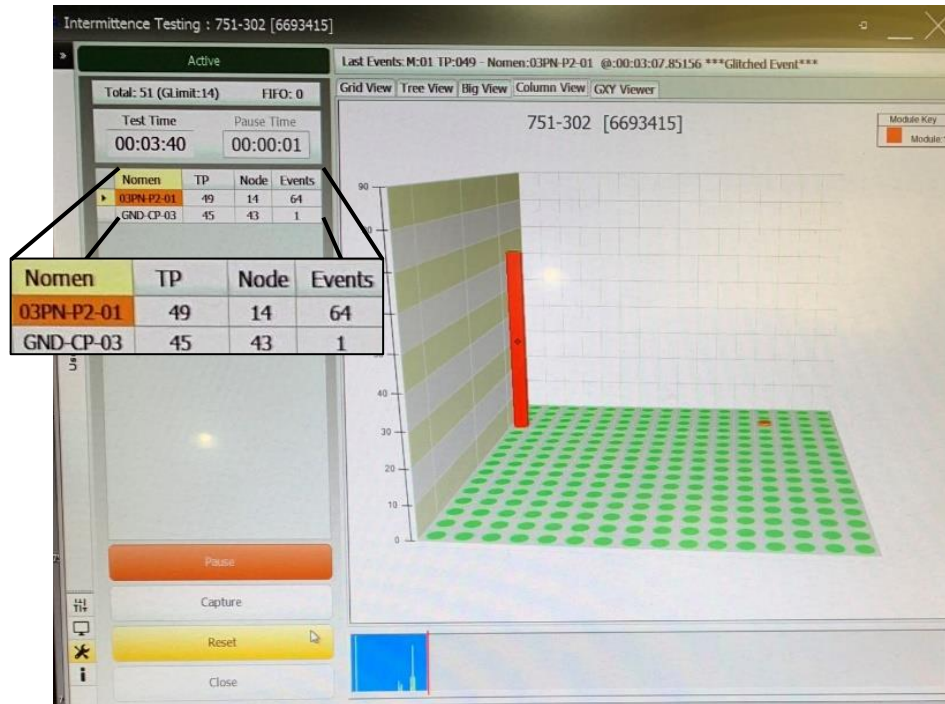 Intermittence Testing : 751-302 [6693415]
Active
Last Events: M:01 TP:049 - Nomen:03PN-P2-01 @:00:03:07.85156 ***Glitched Event***
Total: 51 (GLimit:14) FIFO: 0
Grid View Tree View Big View Column View GXY Viewer
Test Time Pause Time
00:03:40 00:00:01
751-302 [6693415]
Module Key
Module:
Nomen TP Node Events
03PN-P2-01 49 14 64
GND-CP-03 45 43 1
Nomen TP Node Events
03PN-P2-01 49 14 64
GND-CP-03 45 43 1
90
40
30
20
10
0
Pause
Capture
Reset
Close